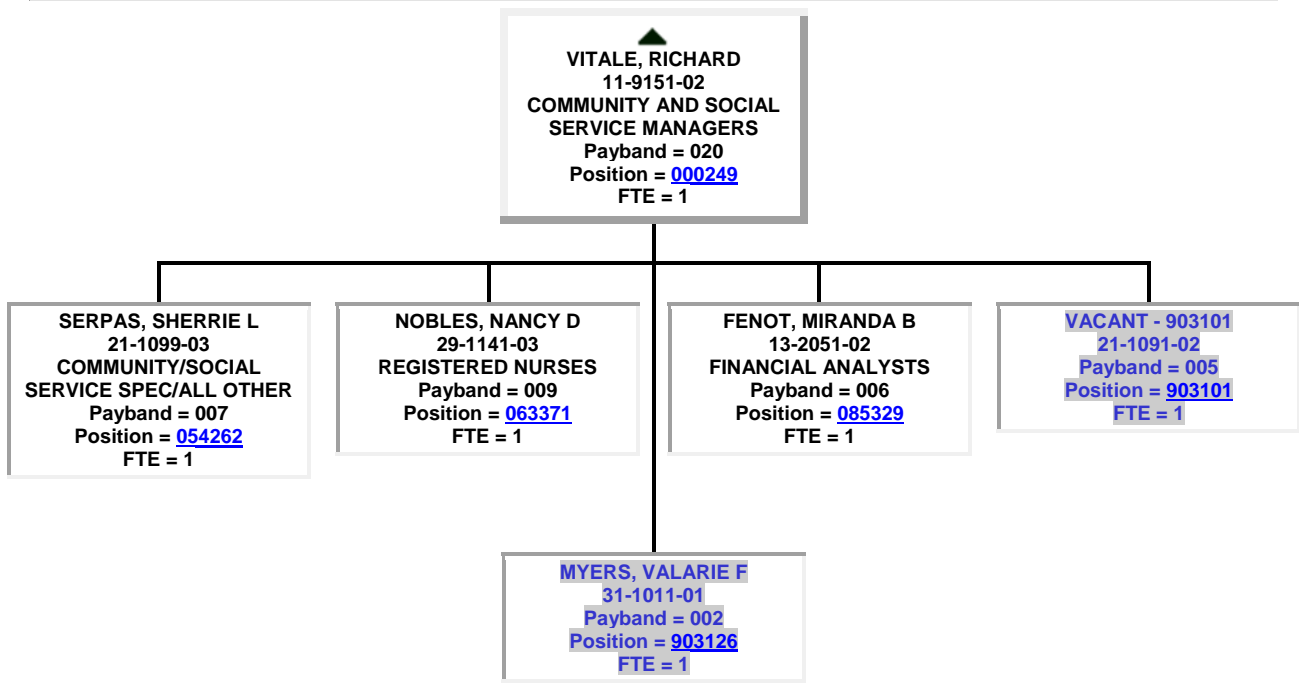 VITALE, RICHARD
11-9151-02
COMMUNITY AND SOCIAL
SERVICE MANAGERS
Payband = 020
Position = 000249
FTE = 1
SERPAS, SHERRIE L
21-1099-03
COMMUNITY/SOCIAL
SERVICE SPEC/ALL OTHER
Payband = 007
Position = 054262
FTE = 1
NOBLES, NANCY D
29-1141-03
REGISTERED NURSES
Payband = 009
Position = 063371
FTE = 1
FENOT, MIRANDA B
13-2051-02
FINANCIAL ANALYSTS
Payband = 006
Position = 085329
FTE = 1
VACANT - 903101
21-1091-02
Payband = 005
Position = 903101
FTE = 1
MYERS, VALARIE F
31-1011-01
Payband = 002
Position = 903126
FTE = 1